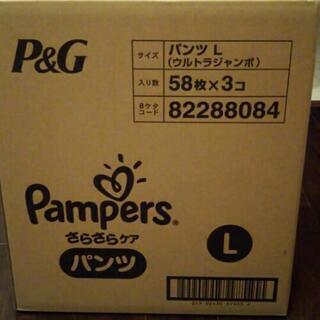 P&G
サイズ パンツ L
(ウルトラジャンボ)
入り数 58枚×3コ
8ケタ
コード 82288084
Pampers®
さらさらケア
パンツ
L